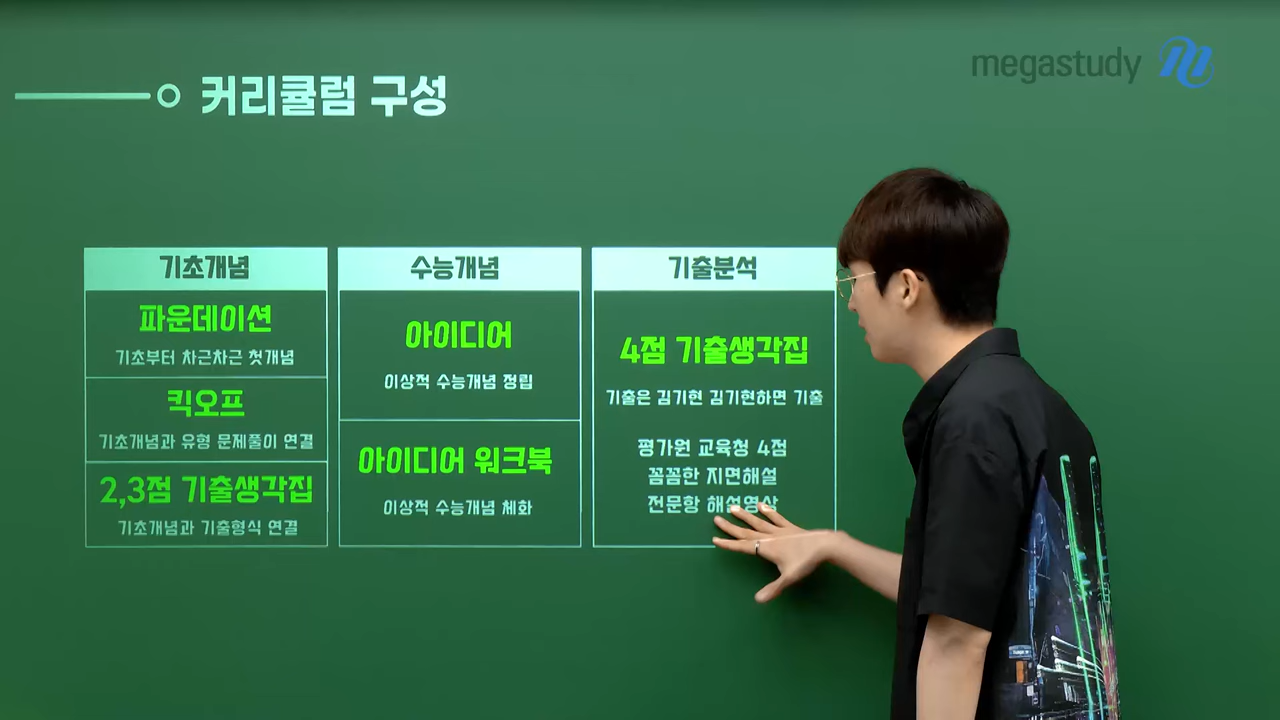 megastudy
커리큘럼 구성
기초개념
파운데이션
기초부터 차근차근 첫개념
킥오프
기초개념과 유형 문제풀이 연결
2,3점 기출생각집
기초개념과 기출형식 연결
수능개념
아이디어
이상적 수능개념 정립
아이디어 워크북
이상적 수능개념 체화
기출분석
4점 기출생각집
기출은 김기현 김기현하면 기출
평가원 교육청 4점
꼼꼼한 지면해설
전문항 해설영상